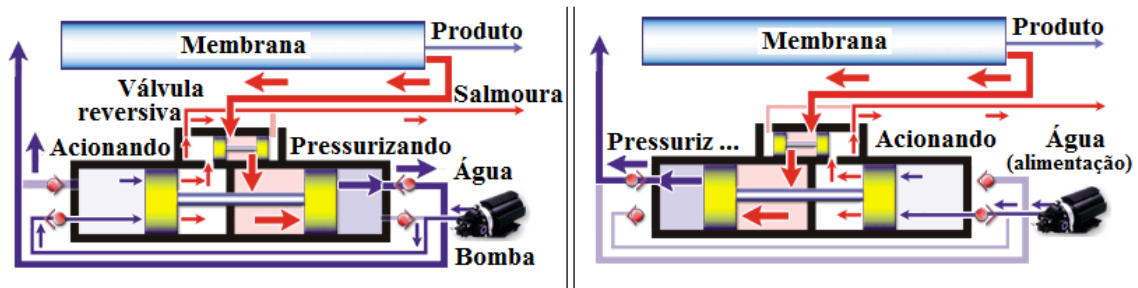 Produto
Membrana
Válvula
reversiva
Salmoura
Acionando
Pressurizando
Água
Bomba
Produto
Membrana
Pressuriz ...
Acionando
Água
(alimentação)